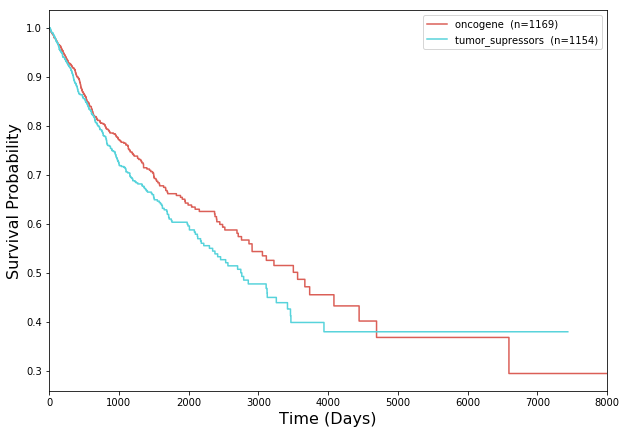 oncogene (n=1169)
tumor_supressors (n=1154)
Survival Probability
1.0
0.9
0.8
0.7
0.6
0.5
0.4
0.3
0 1000 2000 3000 4000 5000 6000 7000 8000
Time (Days)